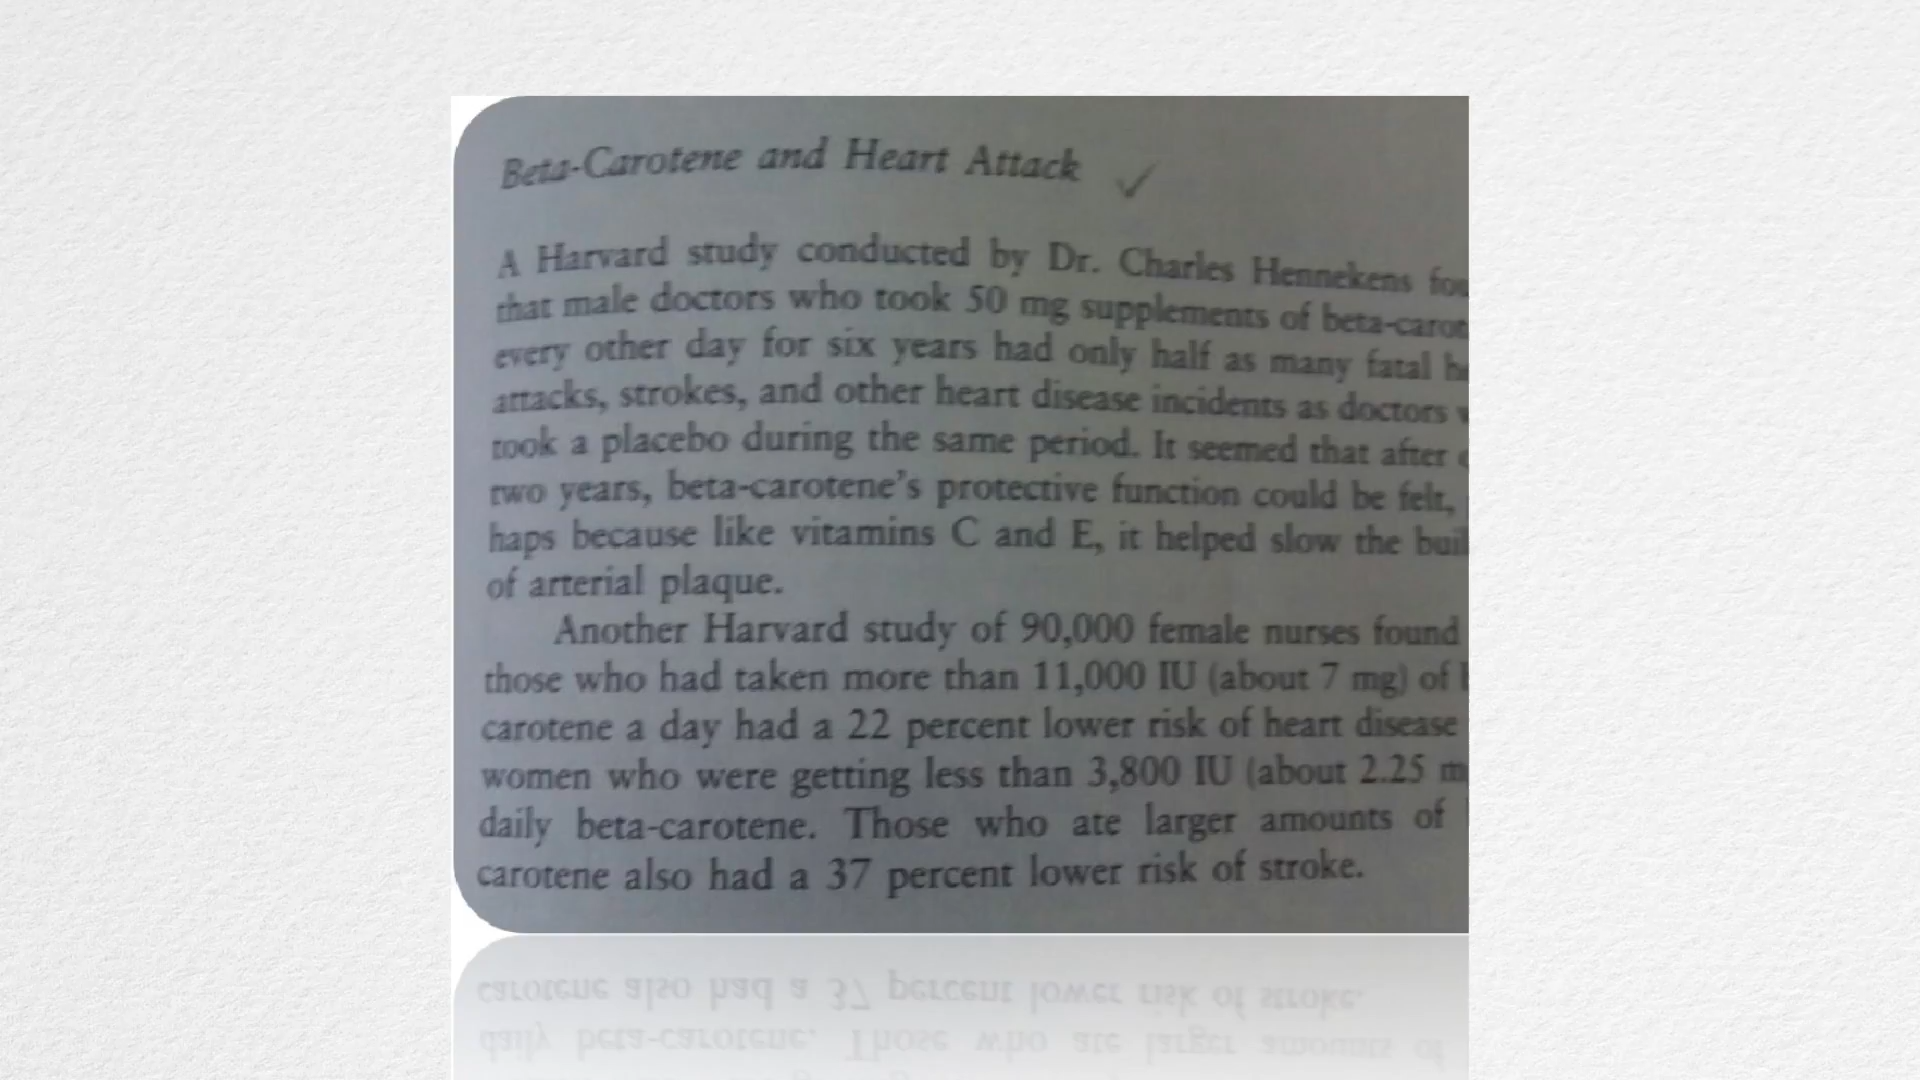 Beta-Carotene and Heart Attack
A Harvard study conducted by Dr. Charles Hennekens fou
that male doctors who took 50 mg supplements of beta-carot
every other day for six years had only half as many fatal he
attacks, strokes, and other heart disease incidents as doctors
took a placebo during the same period. It seemed that after
two years, beta-carotene's protective function could be felt,
haps because like vitamins C and E, it helped slow the buil
of arterial plaque.
Another Harvard study of 90,000 female nurses found
those who had taken more than 11,000 IU (about 7 mg) of
carotene a day had a 22 percent lower risk of heart disease
women who were getting less than 3,800 IU (about 2.25 m
daily beta-carotene. Those who ate larger amounts of
carotene also had a 37 percent lower risk of stroke.